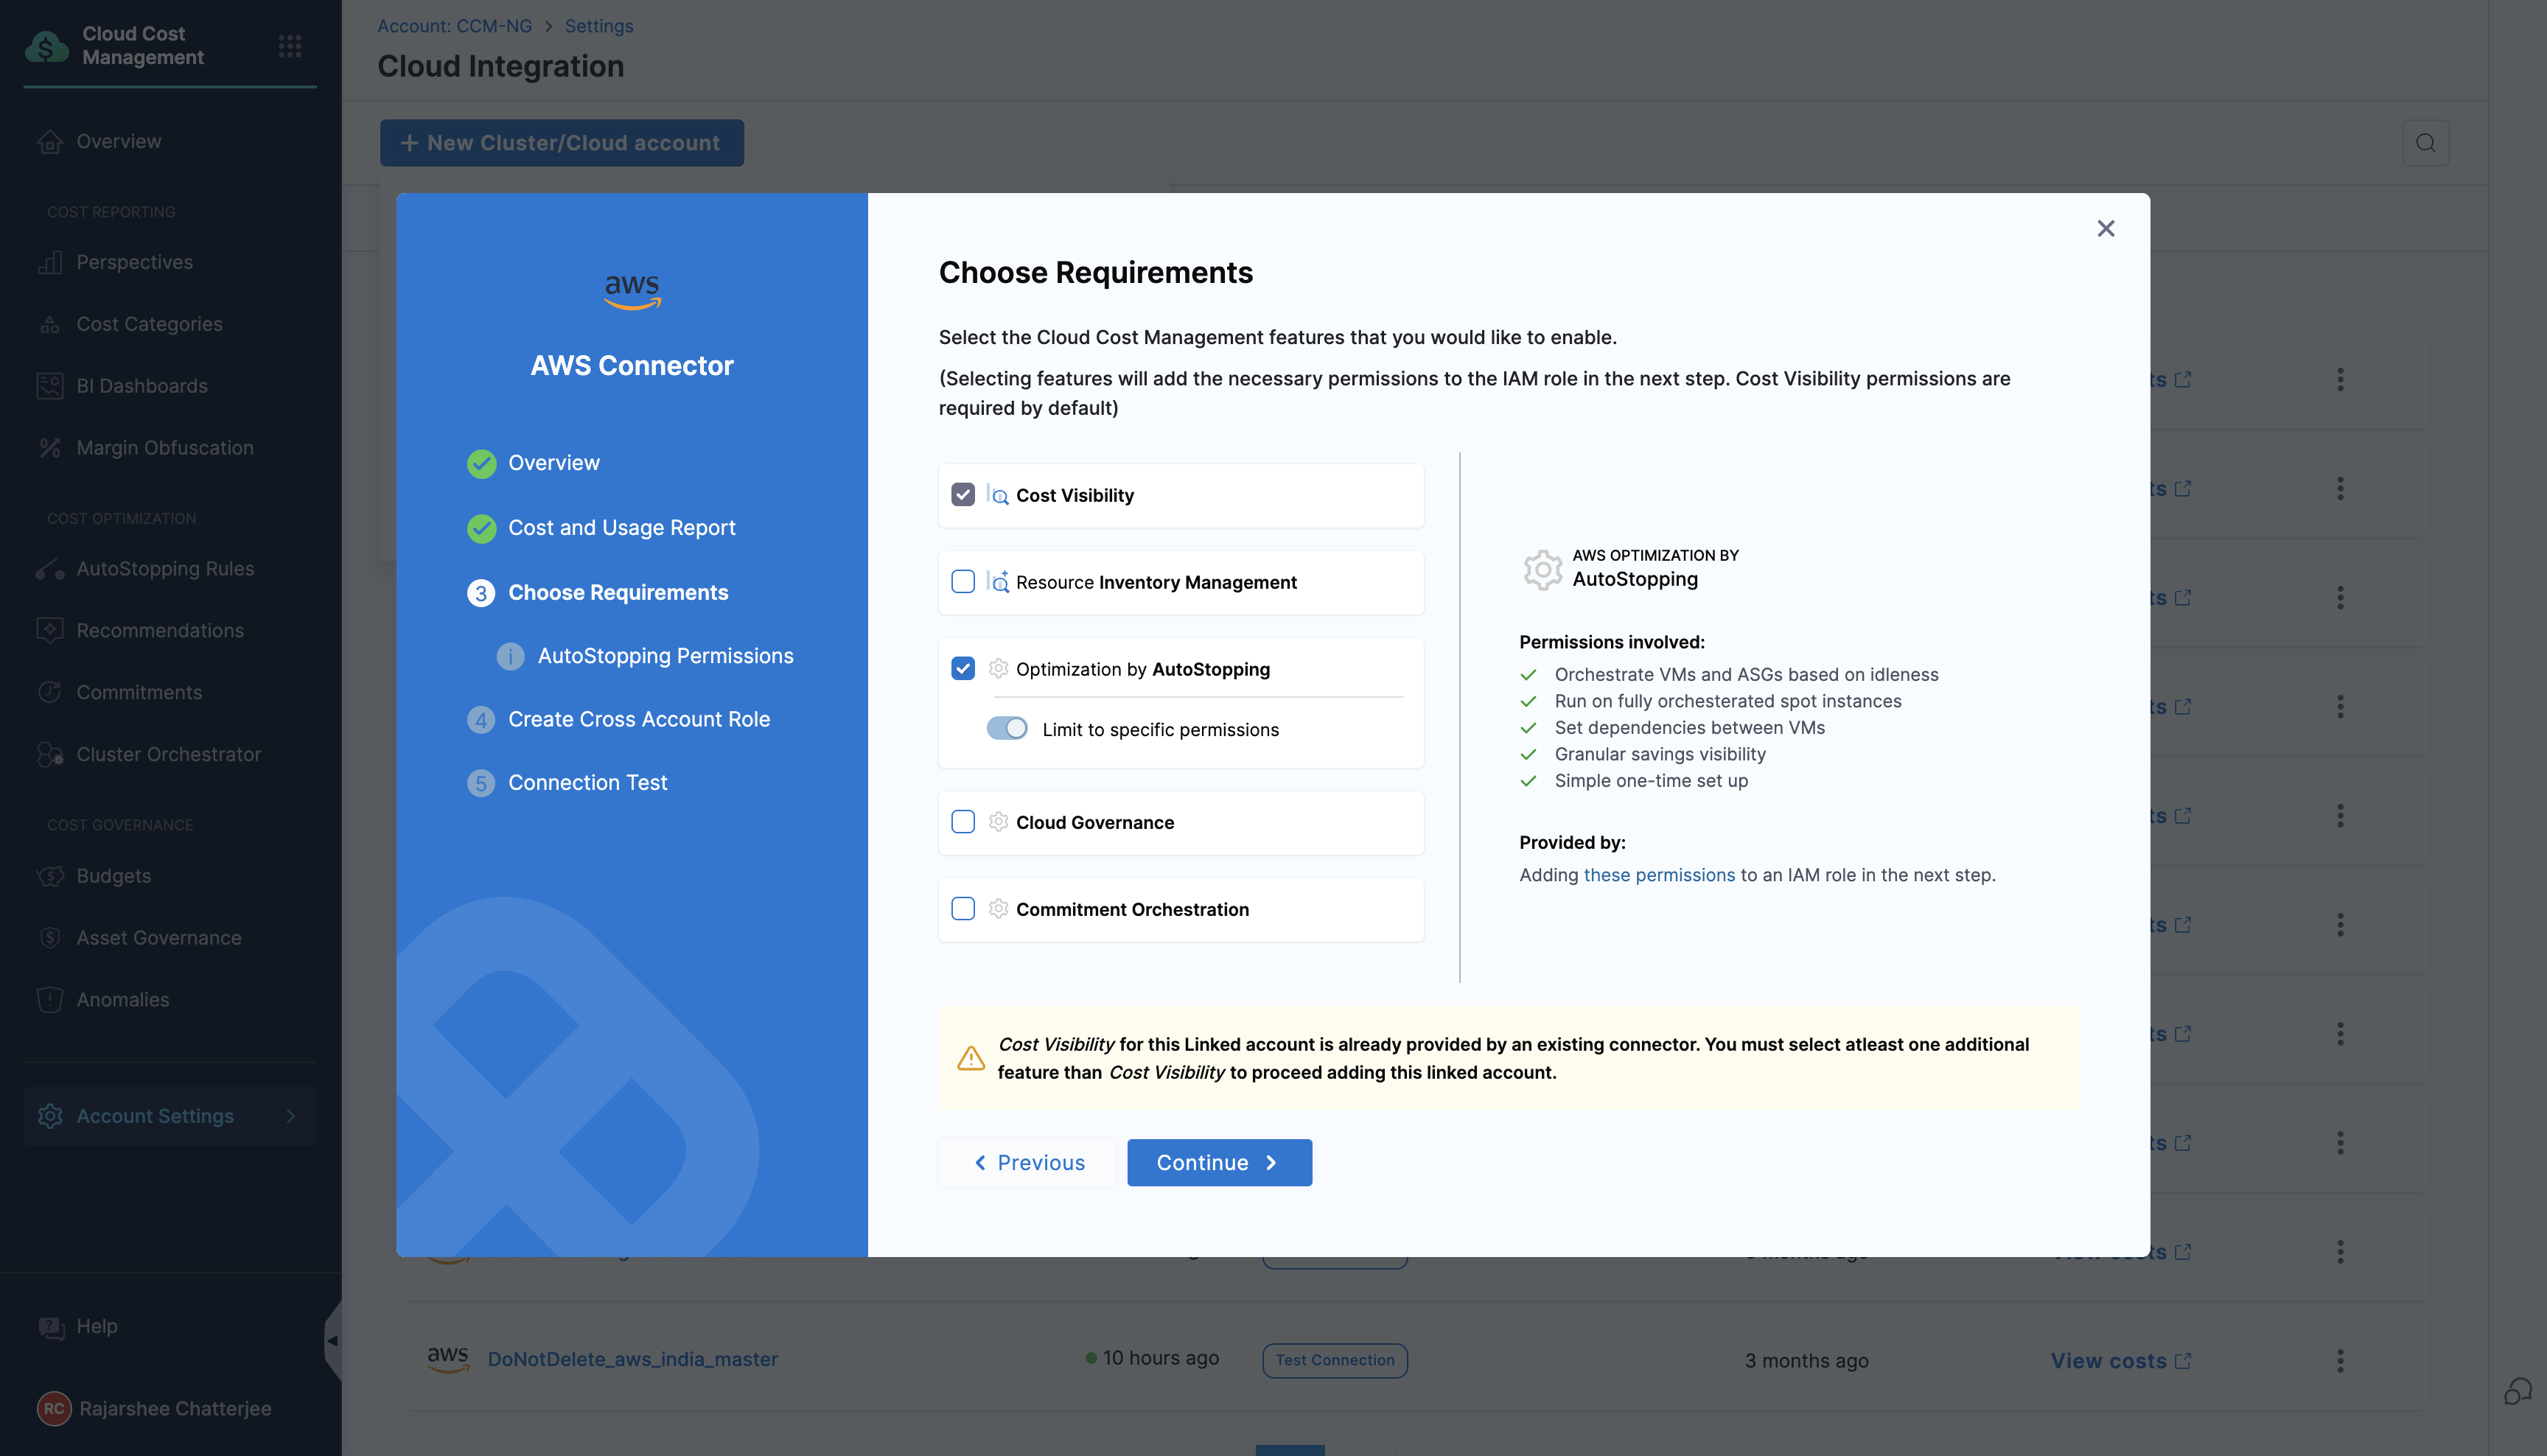 Cloud Cost
Management
Overview
COST REPORTING
Perspectives
Cost Categories
BI Dashboards
Margin Obfuscation
COST OPTIMIZATION
AutoStopping Rules
Recommendations
Commitments
Cluster Orchestrator
COST GOVERNANCE
Budgets
Asset Governance
Anomalies
Account Settings
Help
RC Rajarshee Chatterjee
Account: CCM-NG > Settings
Cloud Integration
+ New Cluster/Cloud account
aws
AWS Connector
Overview
Cost and Usage Report
3 Choose Requirements
i AutoStopping Permissions
4 Create Cross Account Role
5 Connection Test
Choose Requirements
Select the Cloud Cost Management features that you would like to enable.
(Selecting features will add the necessary permissions to the IAM role in the next step. Cost Visibility permissions are
required by default)
Cost Visibility
Resource Inventory Management
Optimization by AutoStopping
Limit to specific permissions
Cloud Governance
Commitment Orchestration
AWS OPTIMIZATION BY
AutoStopping
Permissions involved:
Orchestrate VMs and ASGs based on idleness
Run on fully orchesterated spot instances
Set dependencies between VMs
Granular savings visibility
Simple one-time set up
Provided by:
Adding these permissions to an IAM role in the next step.
Cost Visibility for this Linked account is already provided by an existing connector. You must select atleast one additional
feature than Cost Visibility to proceed adding this linked account.
Previous
Continue
aws DoNotDelete_aws_india_master 10 hours ago Test Connection 3 months ago View costs